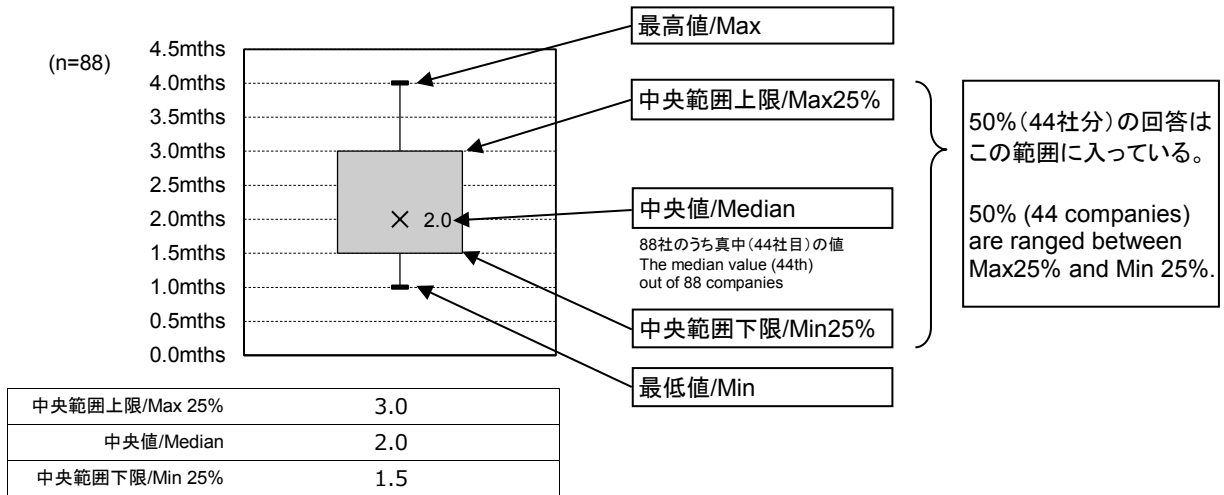 (n=88)
4.5mths
4.0mths
3.5mths
3.0mths
2.5mths
2.0mths
1.5mths
1.0mths
0.5mths
0.0mths
2.0
最高値/Max
中央範囲上限/Max25%
中央値/Median
88社のうち真中(44社目)の値
The median value (44th)
out of 88 companies
中央範囲下限/Min25%
最低値/Min
50%(44社分)の回答は
この範囲に入っている。
50% (44 companies)
are ranged between
Max25% and Min 25%.
中央範囲上限/Max 25% 3.0
中央値/Median 2.0
中央範囲下限/Min 25% 1.5